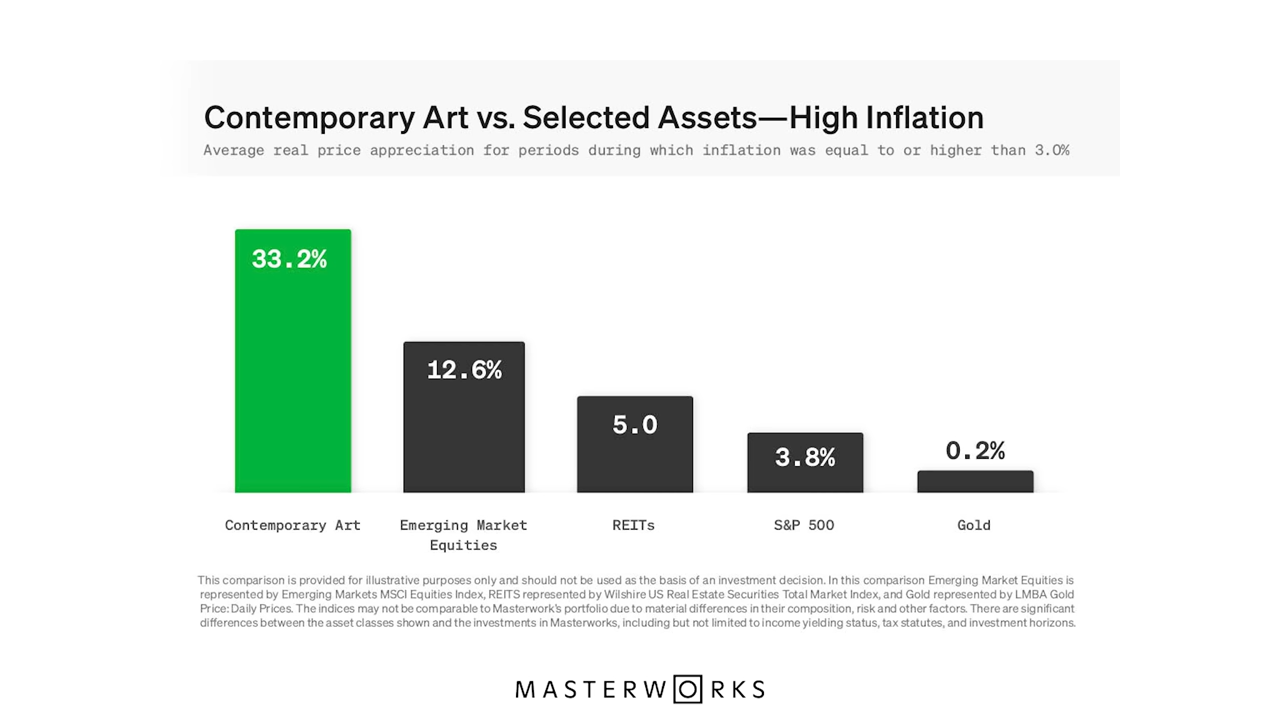 Contemporary Art vs. Selected Assets—High Inflation
Average real price appreciation for periods during which inflation was equal to or higher than 3.0%
33.2%
12.6%
5.0
3.8%
0.2%
Contemporary Art
Emerging Market
Equities
REITs
S&P 500
Gold
This comparison is provided for illustrative purposes only and should not be used as the basis of an investment decision. In this comparison Emerging Market Equities is
represented by Emerging Markets MSCI Equities Index, REITS represented by Wilshire US Real Estate Securities Total Market Index, and Gold represented by LMBA Gold
Price: Daily Prices. The indices may not be comparable to Masterwork's portfolio due to material differences in their composition, risk and other factors. There are significant
differences between the asset classes shown and the investments in Masterworks, including but not limited to income yielding status, tax statutes, and investment horizons.
MASTERWORKS